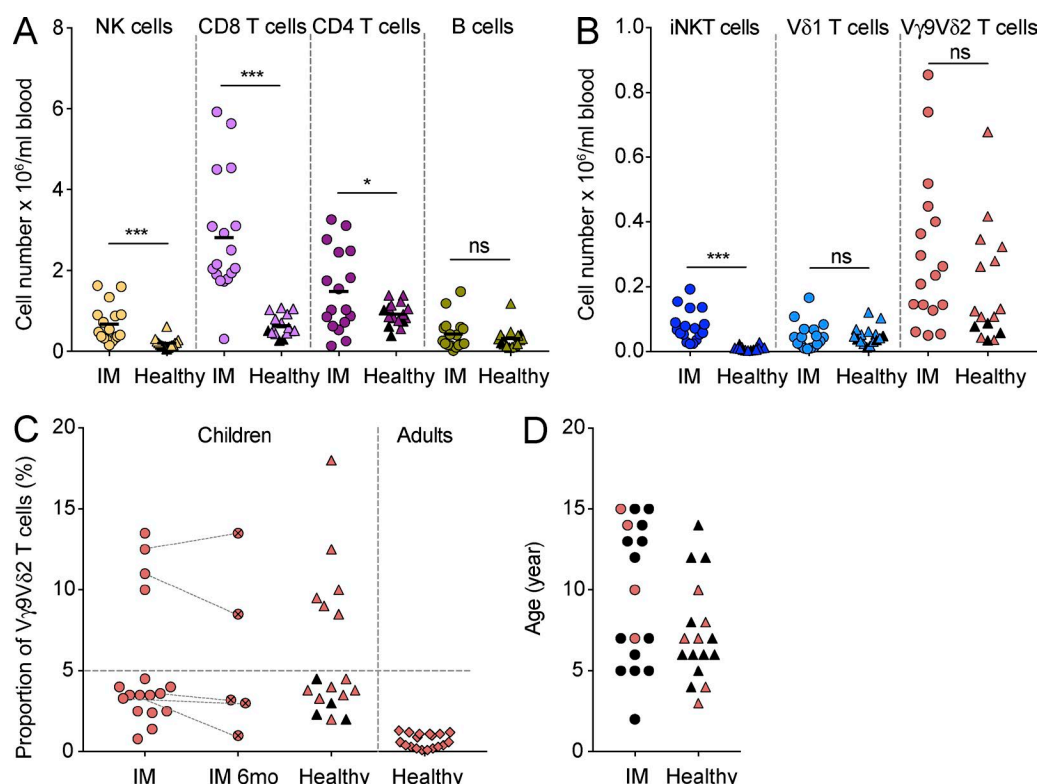 A
NK cells CD8 T cells CD4 T cells B cells
Cell number x 10⁶/ml blood
8
6
4
2
0
***
***
*
ns
IM Healthy IM Healthy IM Healthy IM Healthy
B
iNKT Vδ1 T cells Vγ9Vδ2 T cells
Cell number x 10⁶/ml blood
1.0
0.8
0.6
0.4
0.2
0.0
***
ns
ns
IM Healthy IM Healthy IM Healthy
C
Children Adults
Proportion of Vγ9Vδ2 T cells (%)
20
15
10
5
0
IM IM 6mo Healthy Healthy
D
Age (year)
20
15
10
5
0
IM Healthy